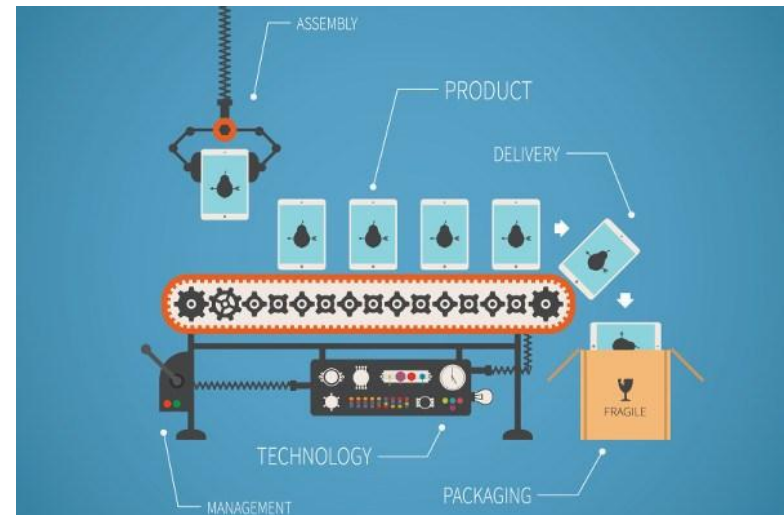 ASSEMBLY
PRODUCT
DELIVERY
FRAGILE
TECHNOLOGY
PACKAGING
MANAGEMENT